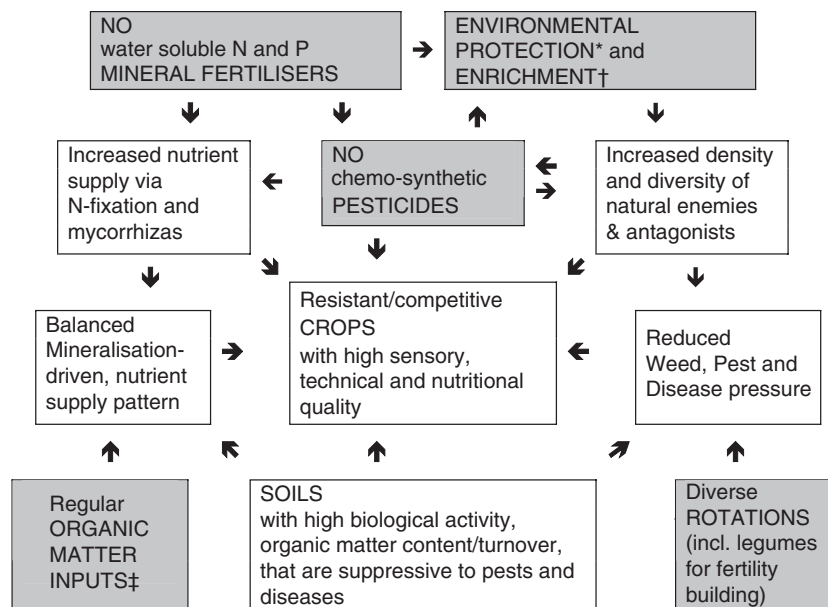 NO
water soluble N and P
MINERAL FERTILISERS
ENVIRONMENTAL
PROTECTION* and
ENRICHMENT†
Increased nutrient
supply via
N-fixation and
mycorrhizas
NO
chemo-synthetic
PESTICIDES
Increased density
and diversity of
natural enemies
& antagonists
Balanced
Mineralisation-
driven, nutrient
supply pattern
Resistant/competitive
CROPS
with high sensory,
technical and nutritional
quality
Reduced
Weed, Pest and
Disease pressure
Regular
ORGANIC
MATTER
INPUTS‡
SOILS
with high biological activity,
organic matter content/turnover,
that are suppressive to pests and
diseases
Diverse
ROTATIONS
(incl. legumes
for fertility
building)